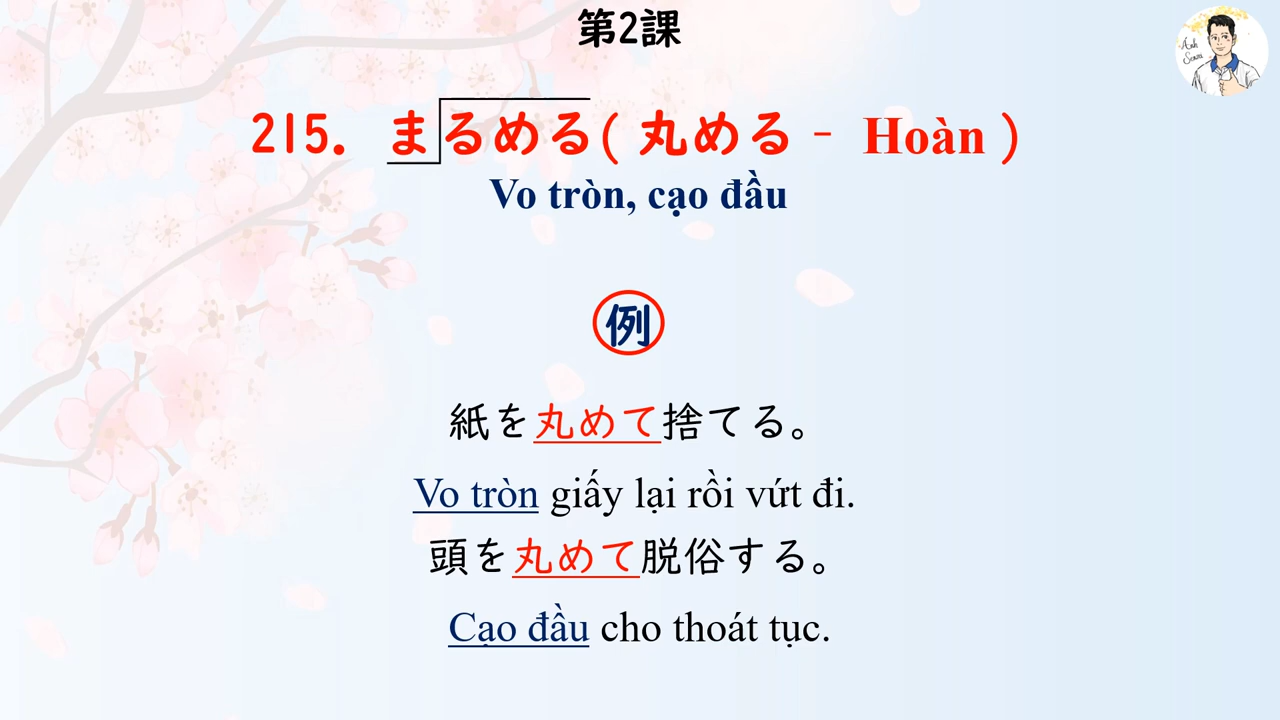 第2課
Anh
Sensei
215. まるめる( 丸める - Hoàn )
Vo tròn, cạo đầu
例
紙を丸めて捨てる。
Vo tròn giấy lại rồi vứt đi.
頭を丸めて脱俗する。
Cạo đầu cho thoát tục.